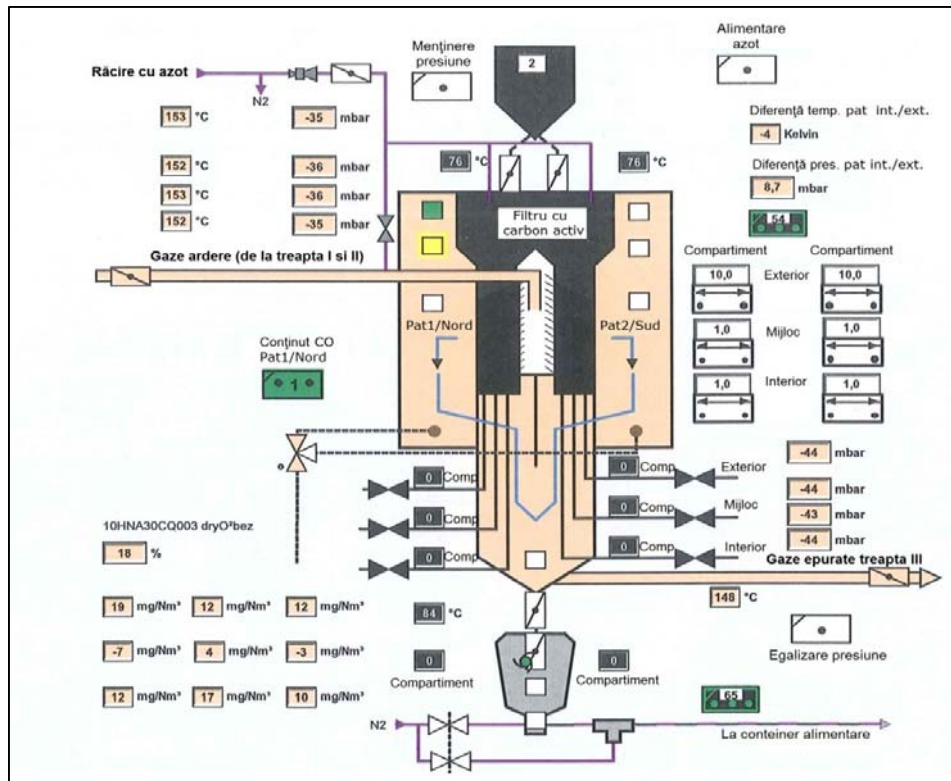 Menţinere
presiune
2
Alimentare
azot
Răcire cu azot
N2
153 °C
-35 mbar
Diferenţă temp. pat int./ext.
-4 Kelvin
152 °C
-36 mbar
76 °C
76 °C
Diferenţă pres. pat int./ext.
8,7 mbar
153 °C
-36 mbar
152 °C
-35 mbar
Filtru cu
carbon activ
54
Gaze ardere (de la treapta I si II)
Compartiment
Compartiment
10,0
Exterior
10,0
Pat1/Nord
Pat2/Sud
1,0
Mijloc
1,0
Conţinut CO
Pat1/Nord
1
1,0
Interior
1,0
0 Comp
0 Comp
Exterior
-44 mbar
0 Comp
0 Comp
Mijloc
-44 mbar
-43 mbar
10HNA30CQ003 dryO²bez
18 %
0 Comp
0 Comp
Interior
-44 mbar
Gaze epurate treapta III
148 °C
19 mg/Nm³
12 mg/Nm³
12 mg/Nm³
84 °C
-7 mg/Nm³
4 mg/Nm³
-3 mg/Nm³
0
Compartiment
0
Compartiment
Egalizare presiune
12 mg/Nm³
17 mg/Nm³
10 mg/Nm³
65
N2
La conteiner alimentare